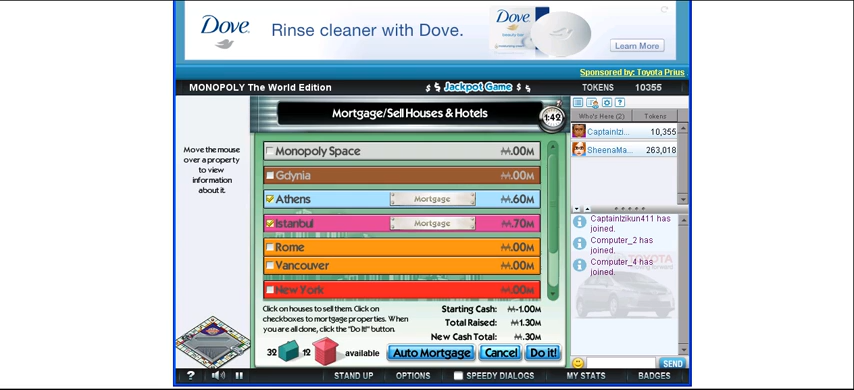 Dove
Rinse cleaner with Dove.
Dove
Learn More
Sponsored by: Toyota Prius
MONOPOLY The World Edition
Jackpot Game
TOKENS 10355
Mortgage/Sell Houses & Hotels
1:42
Who's Here (2) Tokens
CaptainIzi... 10,355
SheenaMa... 263,018
Move the mouse
over a property
to view
information
about it.
Monopoly Space .00M
Gdynia .00M
Athens Mortgage .60M
Istanbul Mortgage .70M
Rome .00M
Vancouver .00M
New York .00M
CaptainIzikun411 has
joined.
Computer_2 has
joined.
Computer_4 has
joined.
TOYOTA
moving forward
Click on houses to sell them. Click on
checkboxes to mortgage properties. When
you are all done, click the "Do It!" button.
Starting Cash: -1.00M
Total Raised: 1.30M
New Cash Total: .30M
32 12 available
Auto Mortgage Cancel Do it!
SEND
? STAND UP OPTIONS SPEEDY DIALOGS MY STATS BADGES